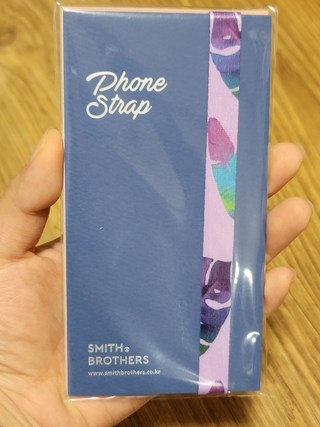 Phone
Strap
SMITH®
BROTHERS
www.smithbrothers.co.kr